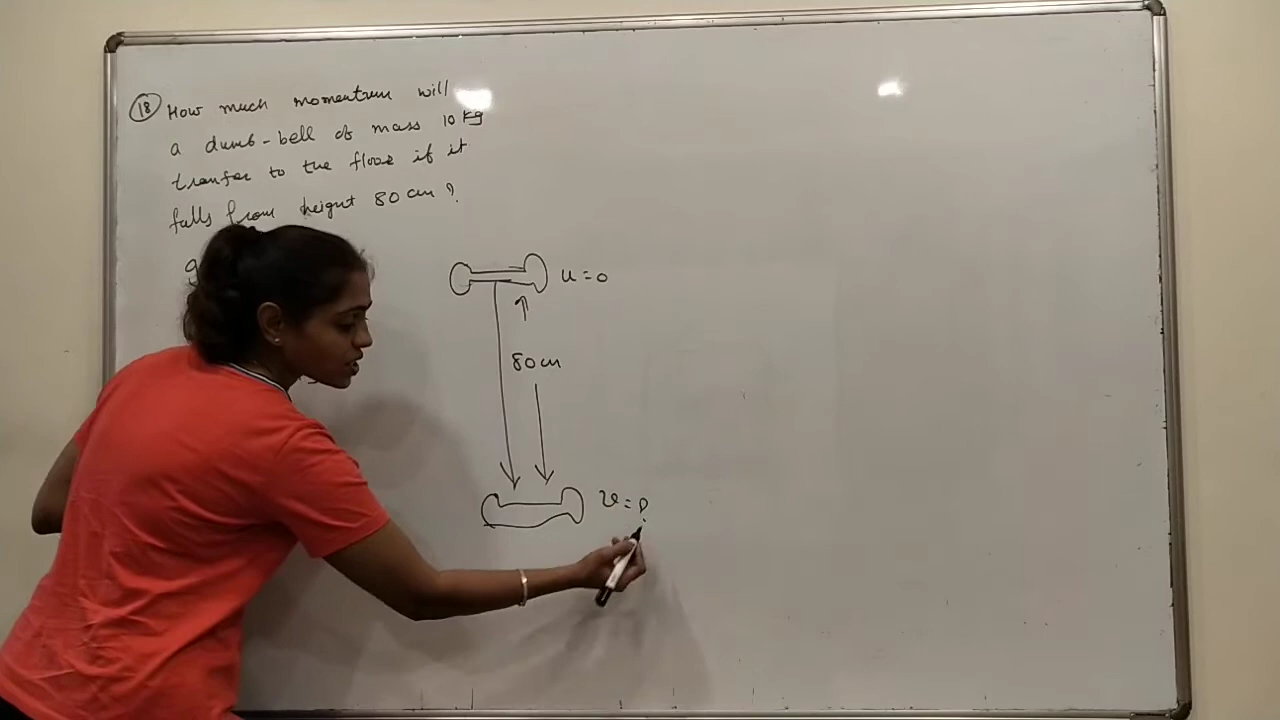 18 How much momentum will
a dumb-bell of mass 10 kg
transfer to the floor if it
falls from height 80 cm?
g
u = 0
80 cm
v = ?